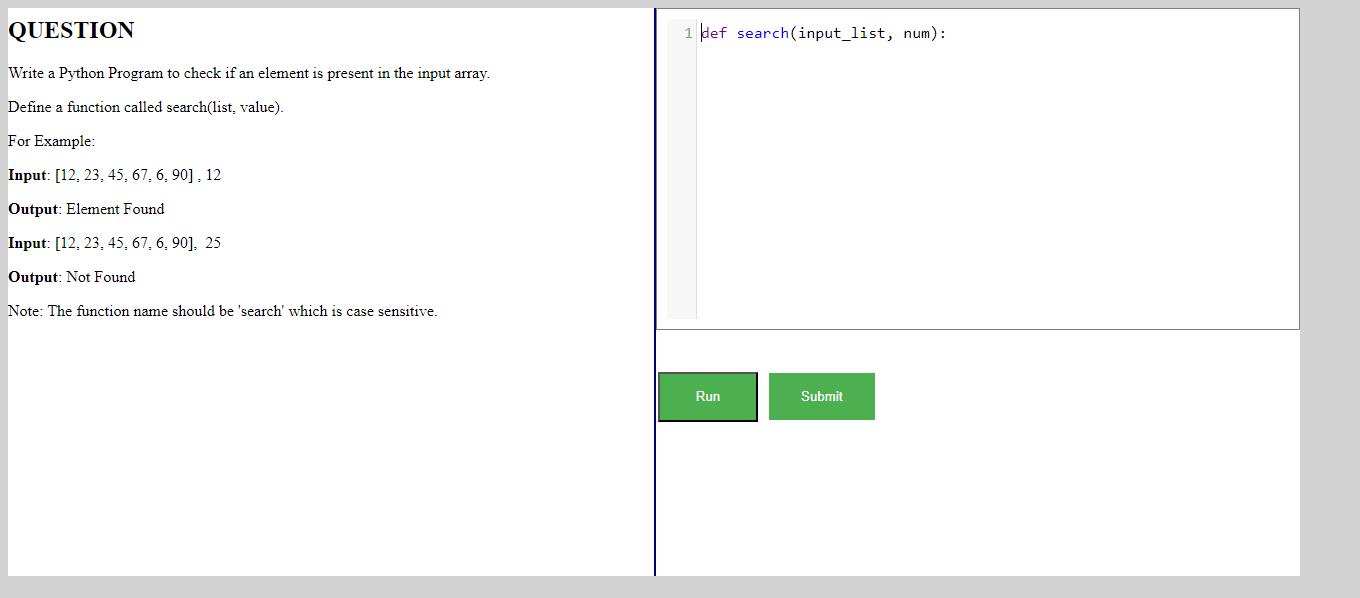 QUESTION
Write a Python Program to check if an element is present in the input array.
Define a function called search(list, value).
For Example:
Input: [12, 23, 45, 67, 6, 90] , 12
Output: Element Found
Input: [12, 23, 45, 67, 6, 90],  25
Output: Not Found
Note: The function name should be 'search' which is case sensitive.
1 def search(input_list, num):
Run
Submit